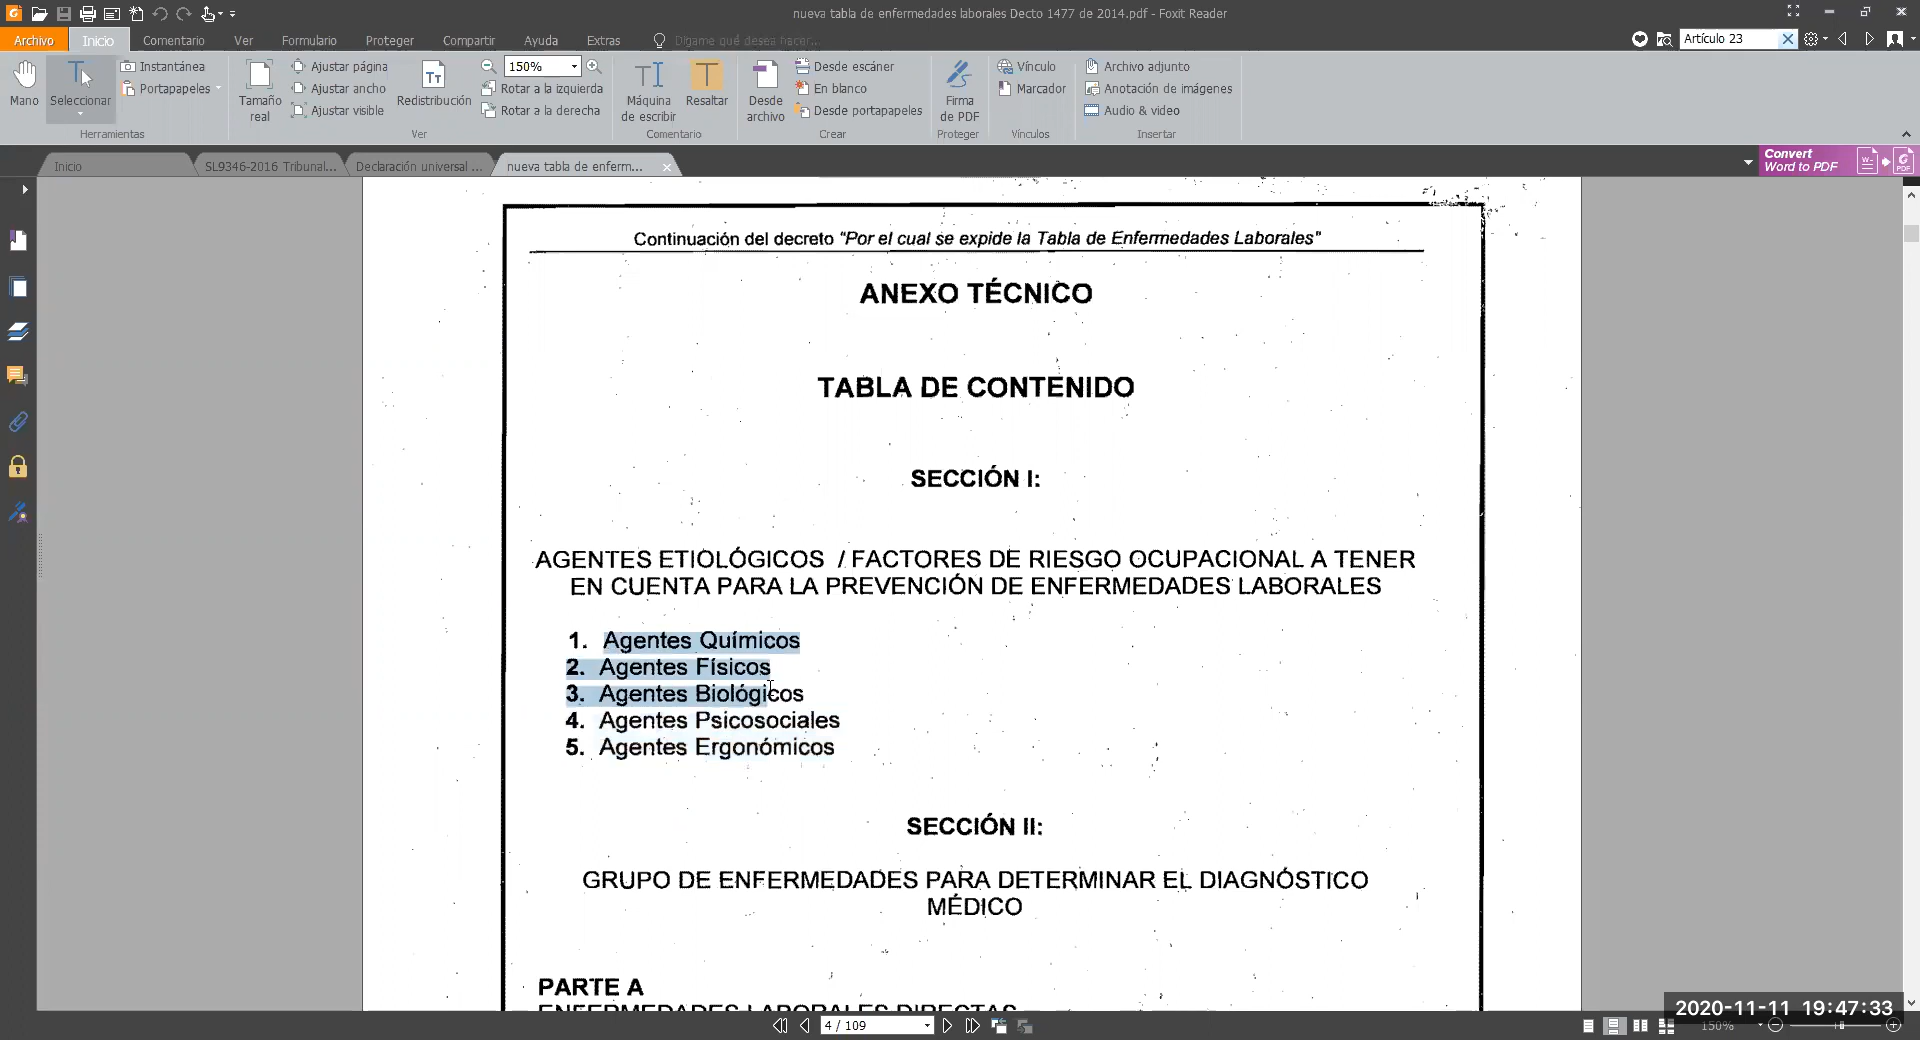 nueva tabla de enfermedades laborales Decto 1477 de 2014.pdf - Foxit Reader
Archivo Inicio Comentario Ver Formulario Proteger Compartir Ayuda Extras Dígame qué desea hacer... Artículo 23
Mano
Seleccionar
Instantánea
Portapapeles
Herramientas
Tamaño
real
Ajustar página
Ajustar ancho
Ajustar visible
Redistribución
150%
Rotar a la izquierda
Rotar a la derecha
Ver
Máquina
de escribir
Resaltar
Comentario
Desde
archivo
Desde escáner
En blanco
Desde portapapeles
Crear
Firma
de PDF
Proteger
Vínculo
Marcador
Vínculos
Archivo adjunto
Anotación de imágenes
Audio & video
Insertar
Inicio SL9346-2016 Tribunal... Declaración universal ... nueva tabla de enferm...
Convert
Word to PDF
Continuación del decreto "Por el cual se expide la Tabla de Enfermedades Laborales"
ANEXO TÉCNICO
TABLA DE CONTENIDO
SECCIÓN I:
AGENTES ETIOLÓGICOS / FACTORES DE RIESGO OCUPACIONAL A TENER
EN CUENTA PARA LA PREVENCIÓN DE ENFERMEDADES LABORALES
1. Agentes Químicos
2. Agentes Físicos
3. Agentes Biológicos
4. Agentes Psicosociales
5. Agentes Ergonómicos
SECCIÓN II:
GRUPO DE ENFERMEDADES PARA DETERMINAR EL DIAGNÓSTICO
MÉDICO
PARTE A
ENFERMEDADES LABORALES DIRECTAS
4 / 109
2020-11-11 19:47:33
150%